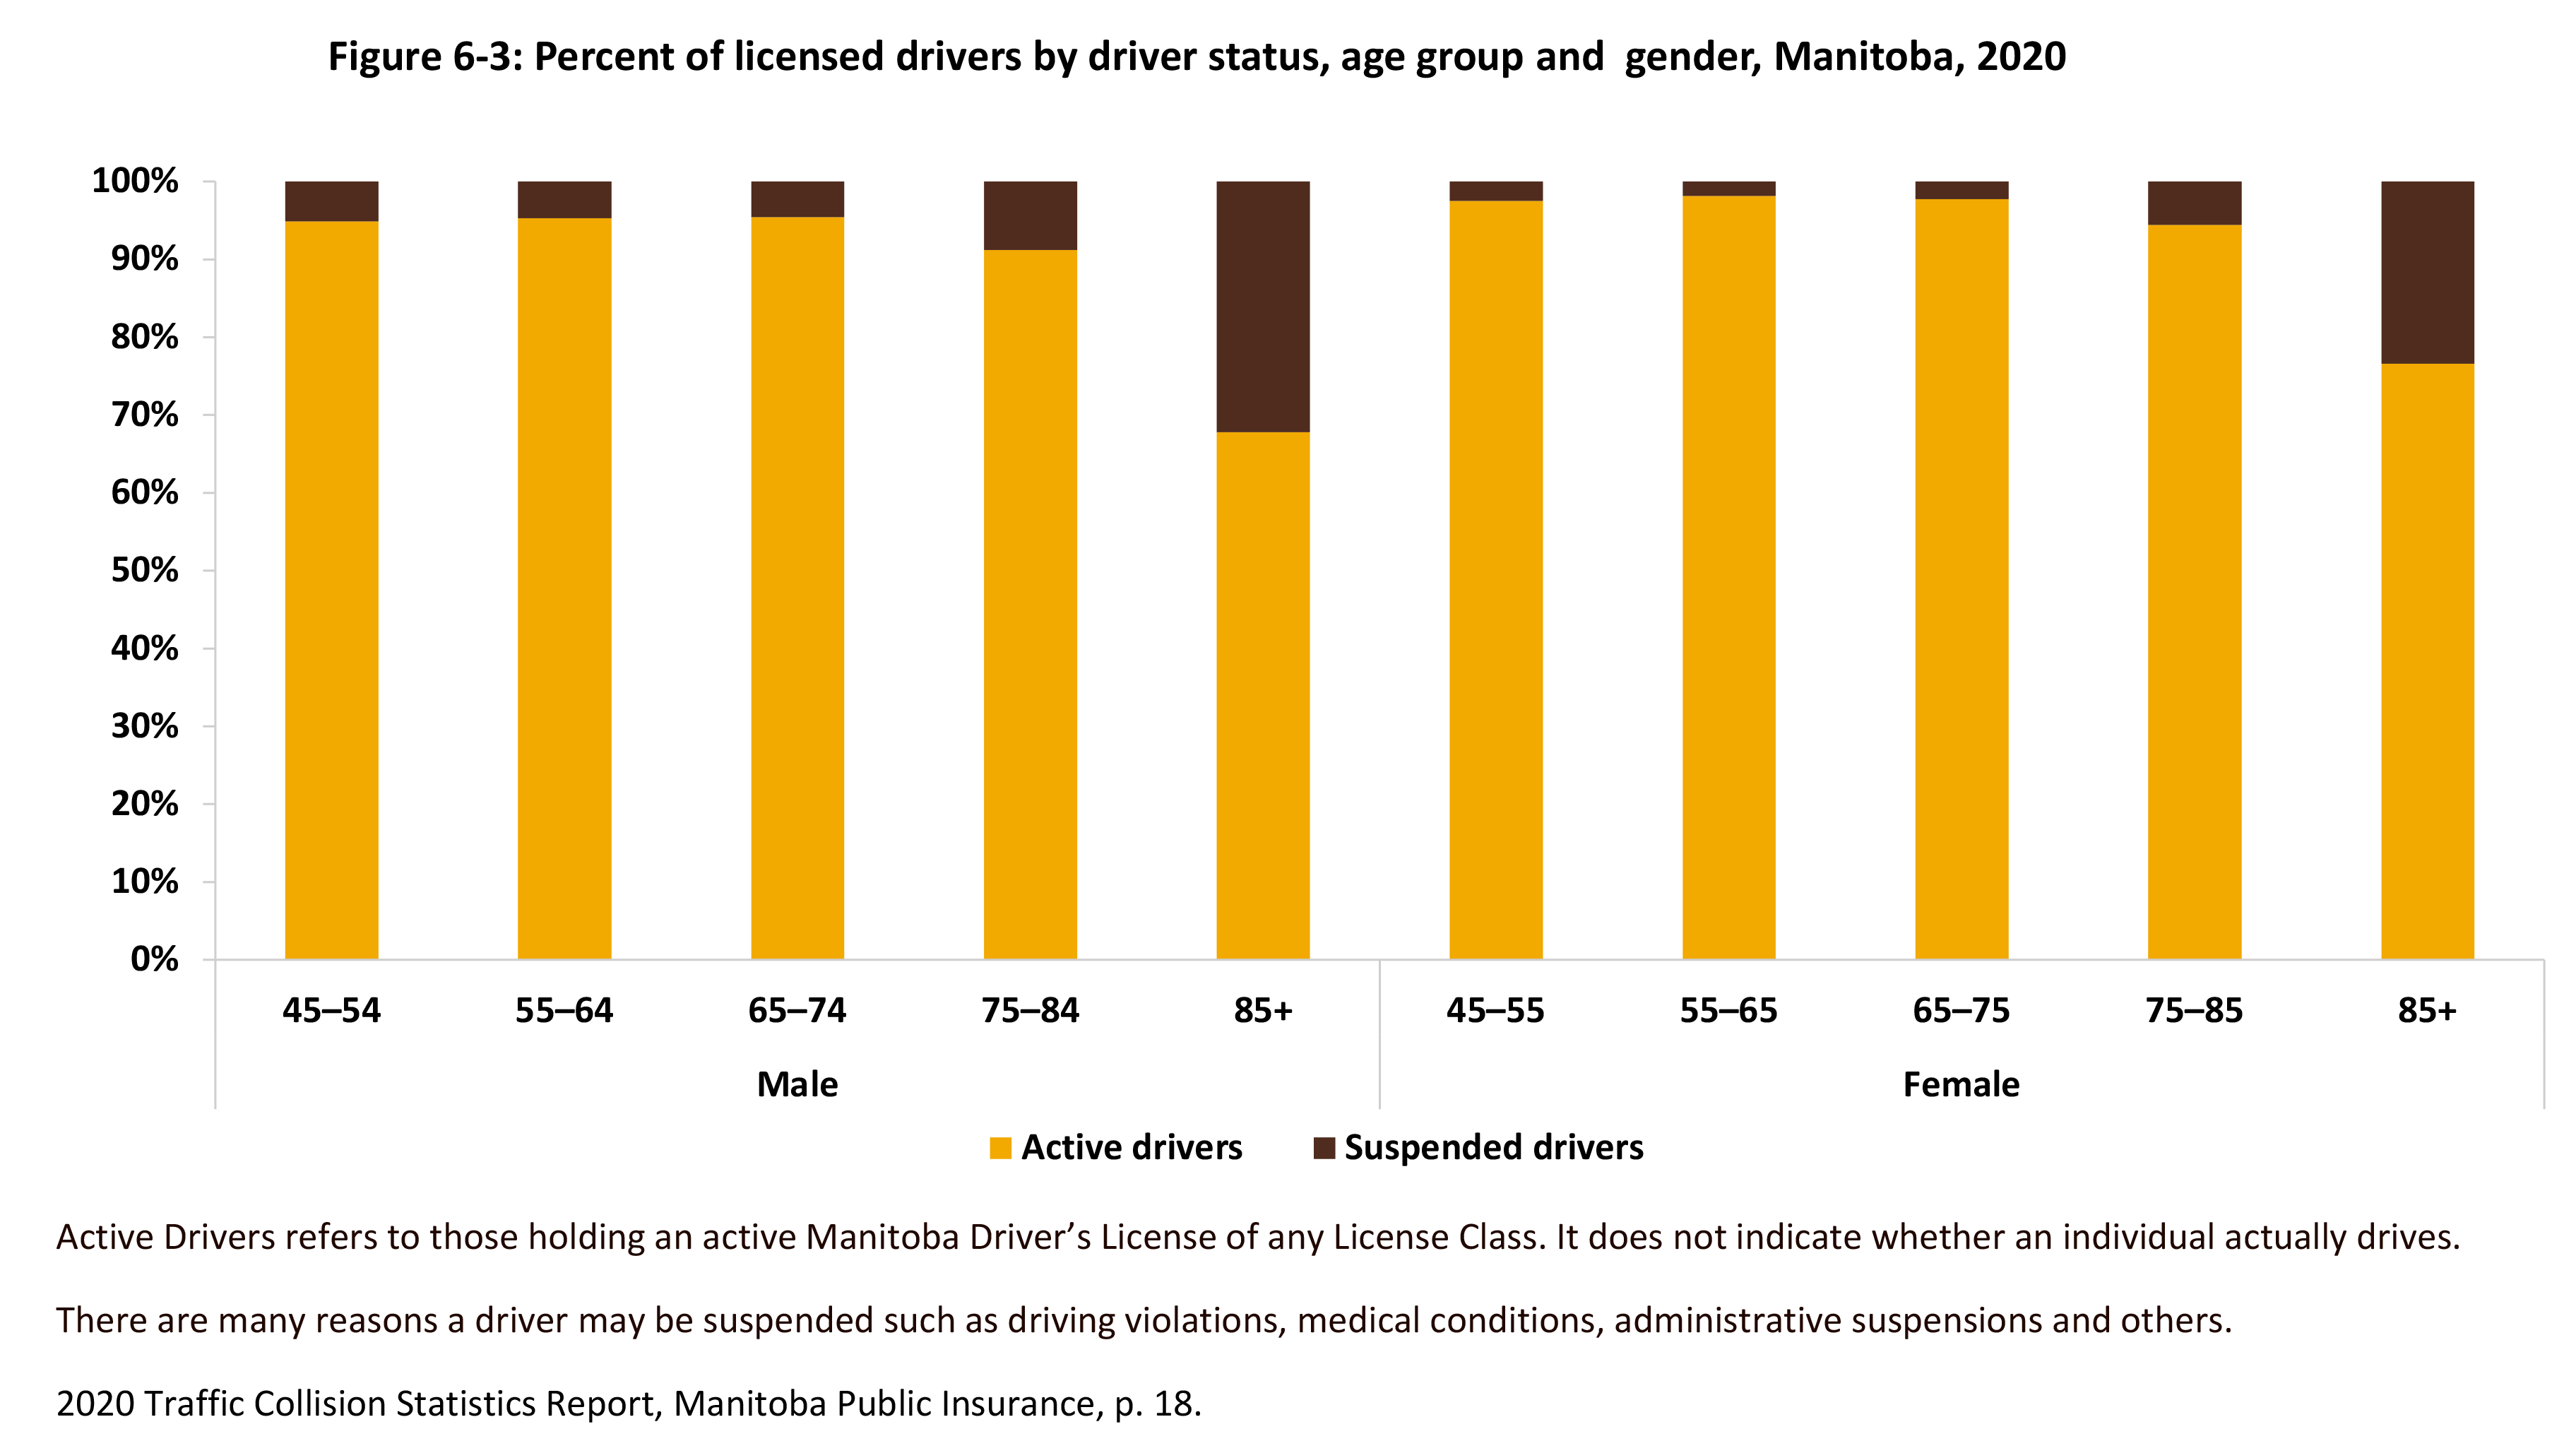 Figure 6-3: Percent of licensed drivers by driver status, age group and  gender, Manitoba, 2020
100%
90%
80%
70%
60%
50%
40%
30%
20%
10%
0%
45–54 55–64 65–74 75–84 85+ 45–55 55–65 65–75 75–85 85+
Male Female
Active drivers Suspended drivers
Active Drivers refers to those holding an active Manitoba Driver’s License of any License Class. It does not indicate whether an individual actually drives.
There are many reasons a driver may be suspended such as driving violations, medical conditions, administrative suspensions and others.
2020 Traffic Collision Statistics Report, Manitoba Public Insurance, p. 18.